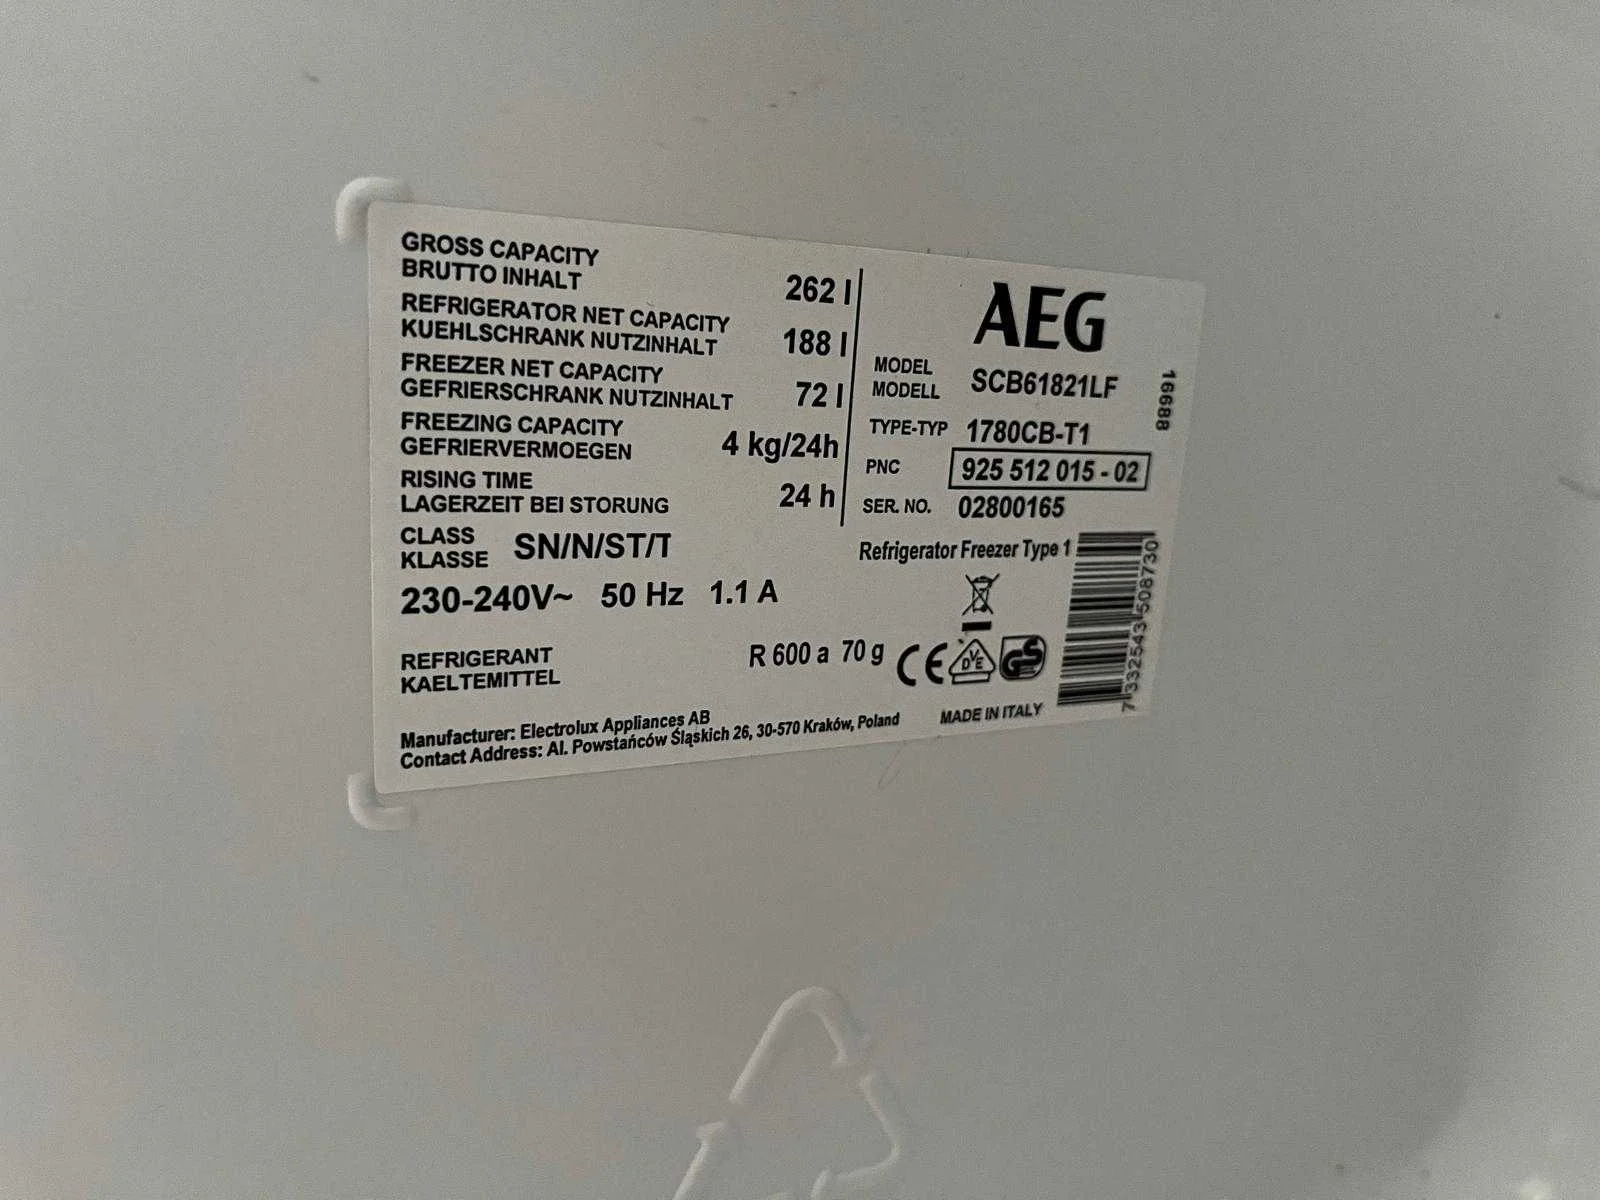 GROSS CAPACITY
BRUTTO INHALT 262 l
REFRIGERATOR NET CAPACITY
KUEHLSCHRANK NUTZINHALT 188 l
FREEZER NET CAPACITY
GEFRIERSCHRANK NUTZINHALT 72 l
FREEZING CAPACITY
GEFRIERVERMOEGEN 4 kg/24h
RISING TIME
LAGERZEIT BEI STORUNG 24 h
CLASS
KLASSE SN/N/ST/T
230-240V~ 50 Hz 1.1 A
REFRIGERANT
KAELTEMITTEL R 600 a 70 g
Manufacturer: Electrolux Appliances AB
Contact Address: Al. Powstańców Śląskich 26, 30-570 Kraków, Poland
AEG
MODEL
MODELL SCB61821LF
TYPE-TYP 1780CB-T1
PNC 925 512 015 - 02
SER. NO. 02800165
Refrigerator Freezer Type 1
CE DVE GS
MADE IN ITALY
16688
7332543508730